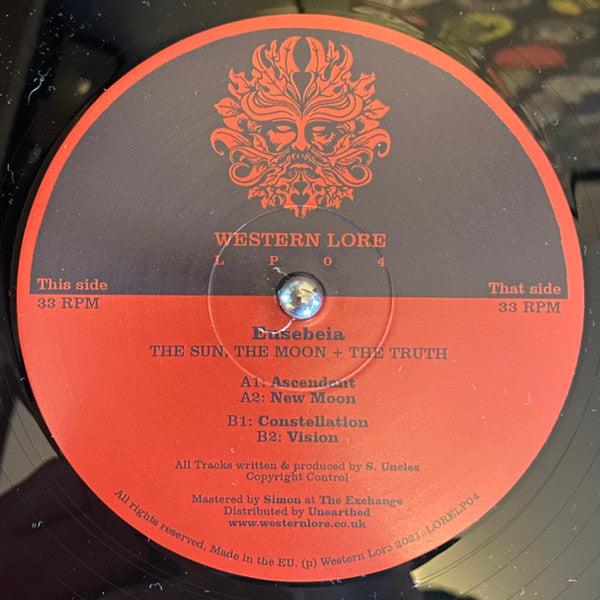 WESTERN LORE
L P 0 4
This side
33 RPM
That side
33 RPM
Eusebeia
THE SUN, THE MOON + THE TRUTH
A1: Ascendant
A2: New Moon
B1: Constellation
B2: Vision
All Tracks written & produced by S. Uncles
Copyright Control
Mastered by Simon at The Exchange
Distributed by Unearthed
www.westernlore.co.uk
All rights reserved. Made in the EU. (p) Western Lore 2021. LORELP04